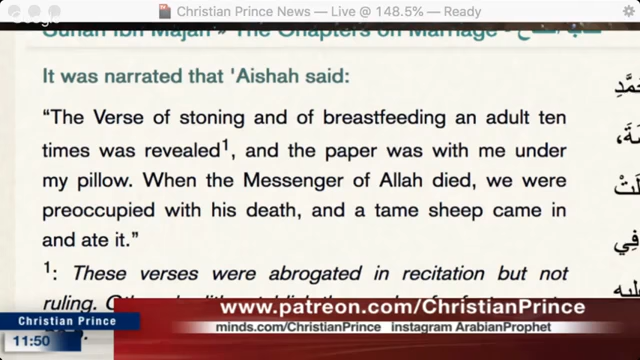 Christian Prince News — Live @ 148.5% — Ready
Sunan Ibn Majah » The Chapters on Marriage -
It was narrated that 'Aishah said:
"The Verse of stoning and of breastfeeding an adult ten
times was revealed¹, and the paper was with me under
my pillow. When the Messenger of Allah died, we were
preoccupied with his death, and a tame sheep came in
and ate it."
¹: These verses were abrogated in recitation but not
ruling.
www.patreon.com/ChristianPrince
Christian Prince
minds.com/ChristianPrince instagram ArabianProphet
11:50